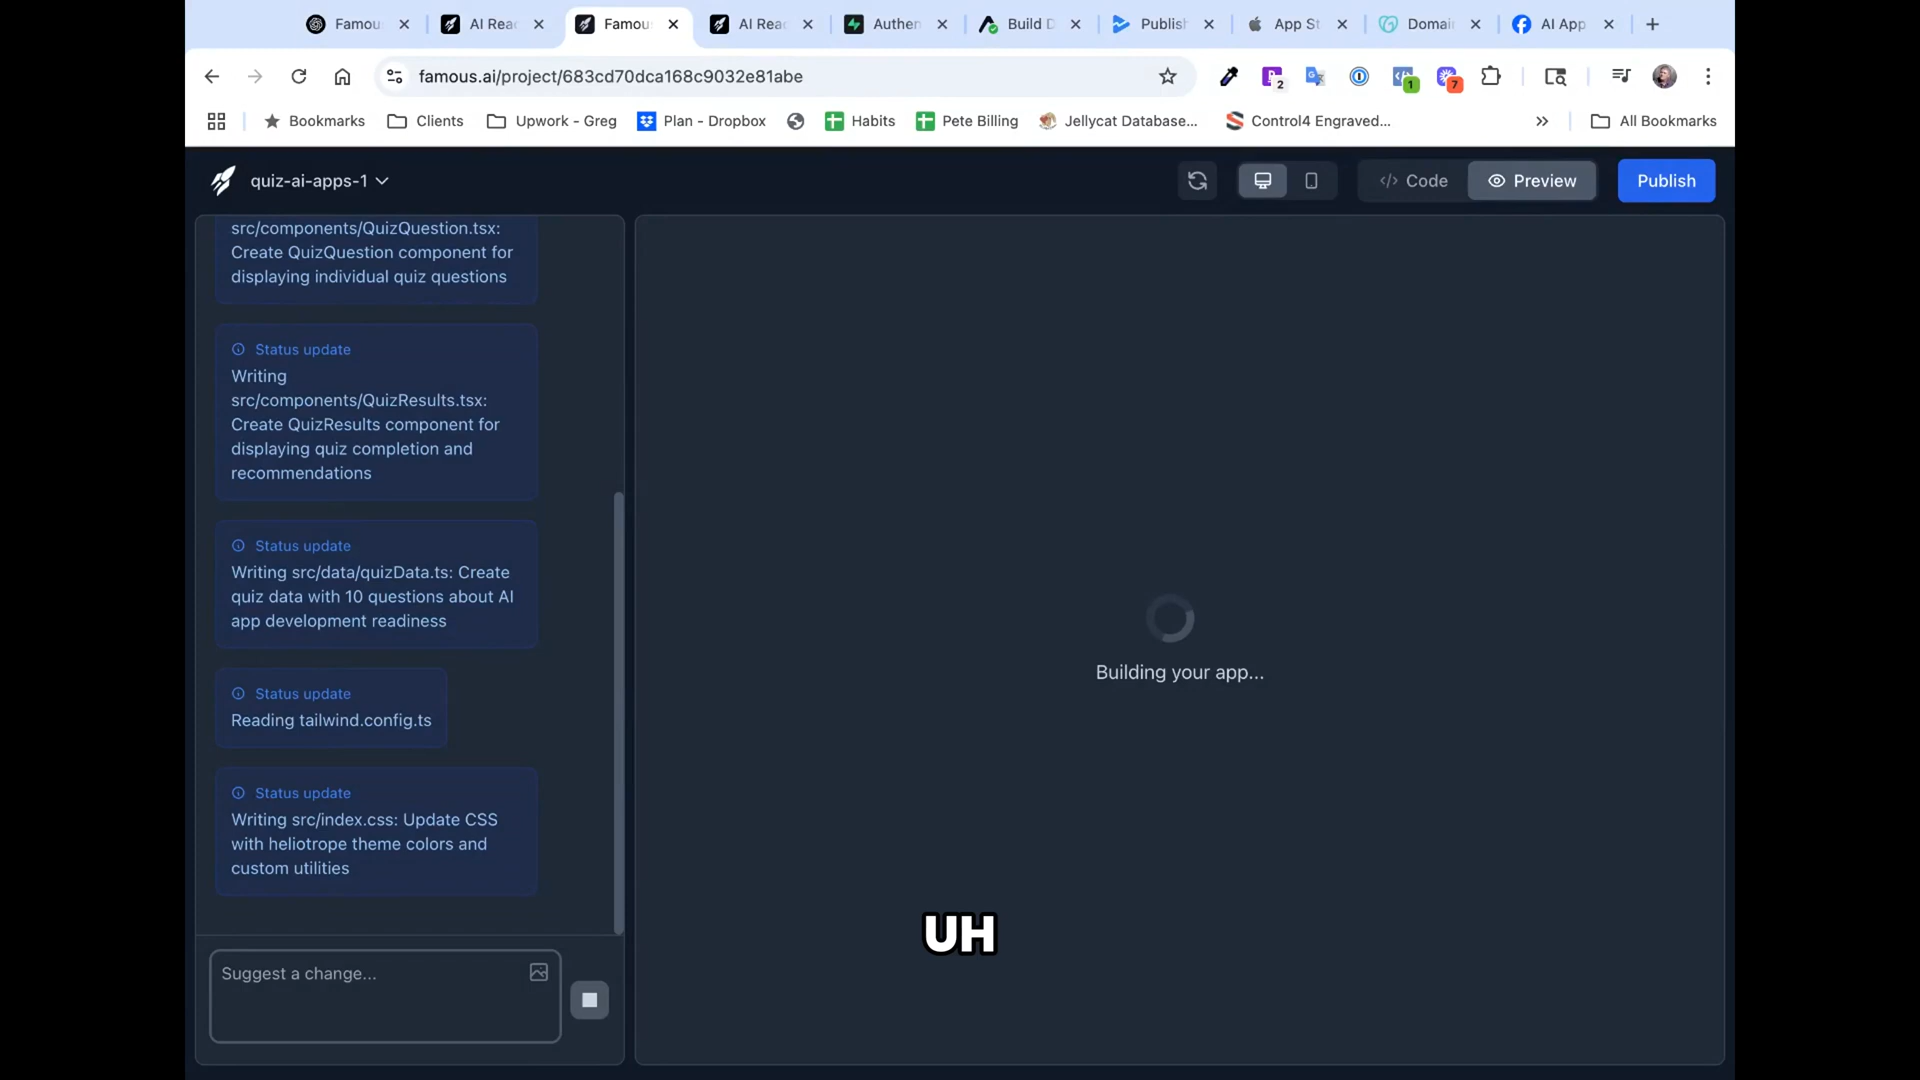 Famou
AI Rea
Famou
AI Rea
Authen
Build D
Publish
App St
Domai
AI App
famous.ai/project/683cd70dca168c9032e81abe
2
1
7
Bookmarks
Clients
Upwork - Greg
Plan - Dropbox
Habits
Pete Billing
Jellycat Database...
Control4 Engraved...
All Bookmarks
quiz-ai-apps-1
Code
Preview
Publish
src/components/QuizQuestion.tsx:
Create QuizQuestion component for
displaying individual quiz questions
Status update
Writing
src/components/QuizResults.tsx:
Create QuizResults component for
displaying quiz completion and
recommendations
Status update
Writing src/data/quizData.ts: Create
quiz data with 10 questions about AI
app development readiness
Status update
Reading tailwind.config.ts
Status update
Writing src/index.css: Update CSS
with heliotrope theme colors and
custom utilities
Building your app...
UH
Suggest a change...